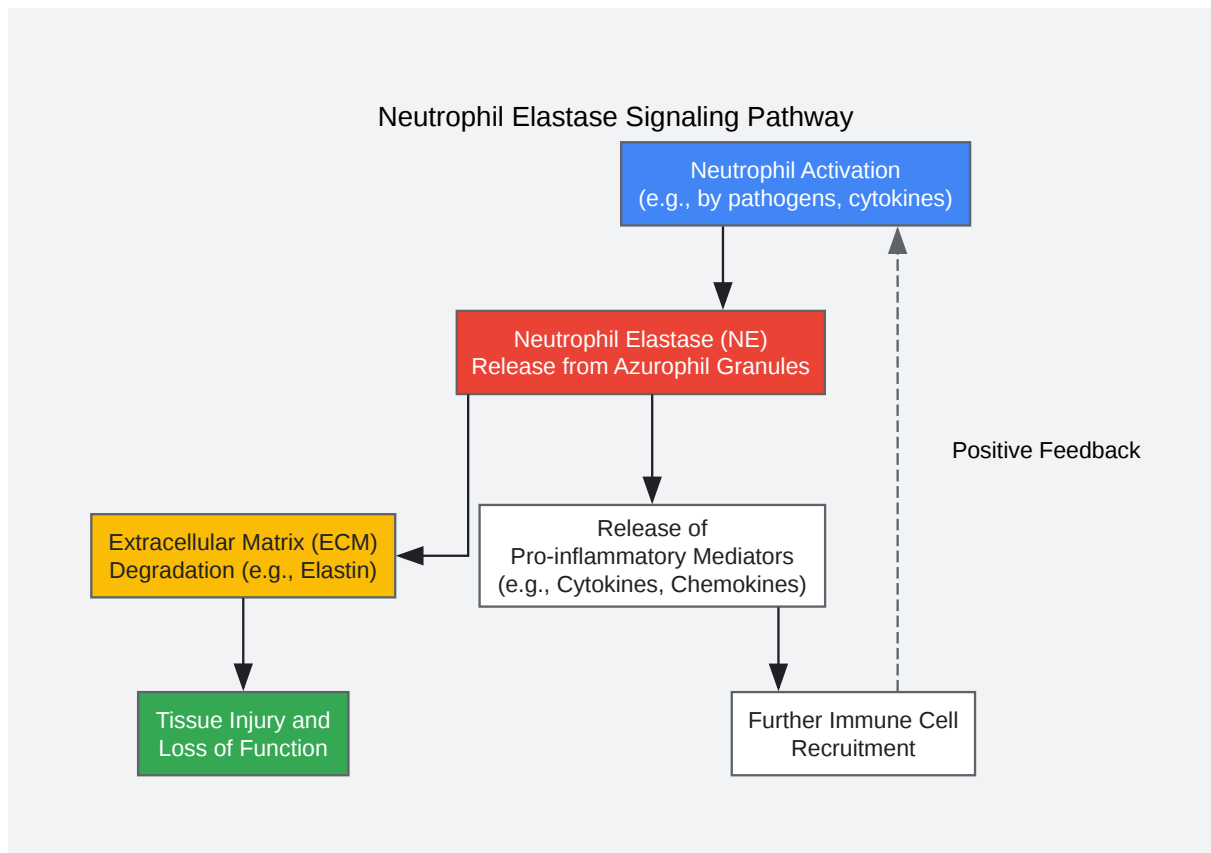 Neutrophil Elastase Signaling Pathway
Neutrophil Activation
(e.g., by pathogens, cytokines)
Neutrophil Elastase (NE)
Release from Azurophil Granules
Positive Feedback
Extracellular Matrix (ECM)
Degradation (e.g., Elastin)
Release of
Pro-inflammatory Mediators
(e.g., Cytokines, Chemokines)
Tissue Injury and
Loss of Function
Further Immune Cell
Recruitment